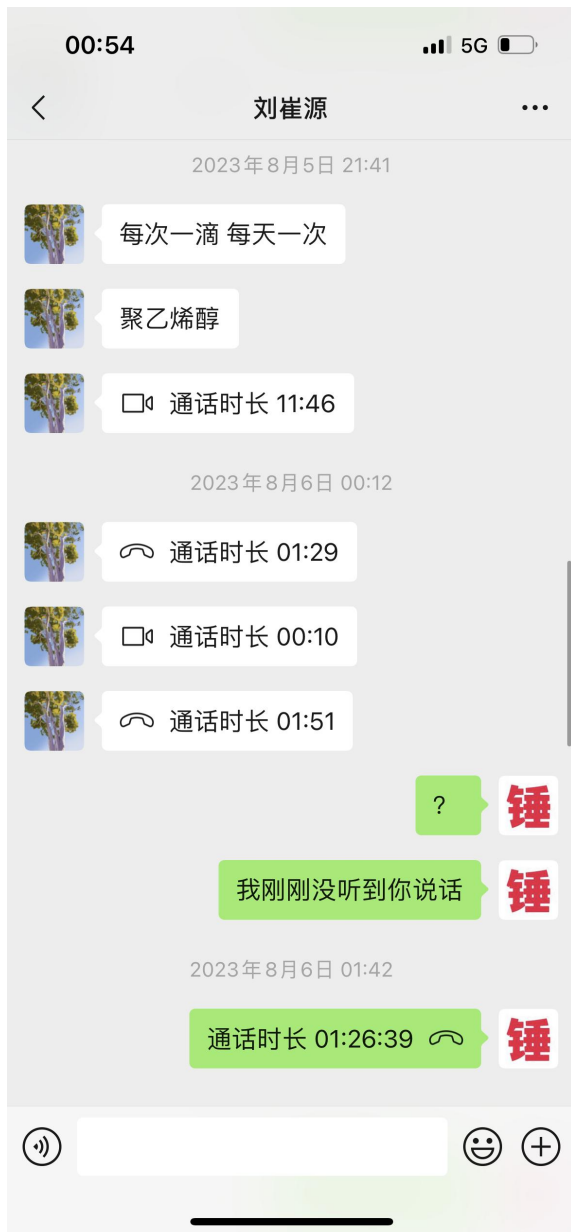 00:54
5G
刘崔源
2023年8月5日 21:41
每次一滴 每天一次
聚乙烯醇
通话时长 11:46
2023年8月6日 00:12
通话时长 01:29
通话时长 00:10
通话时长 01:51
?
锤
我刚刚没听到你说话
锤
2023年8月6日 01:42
通话时长 01:26:39
锤